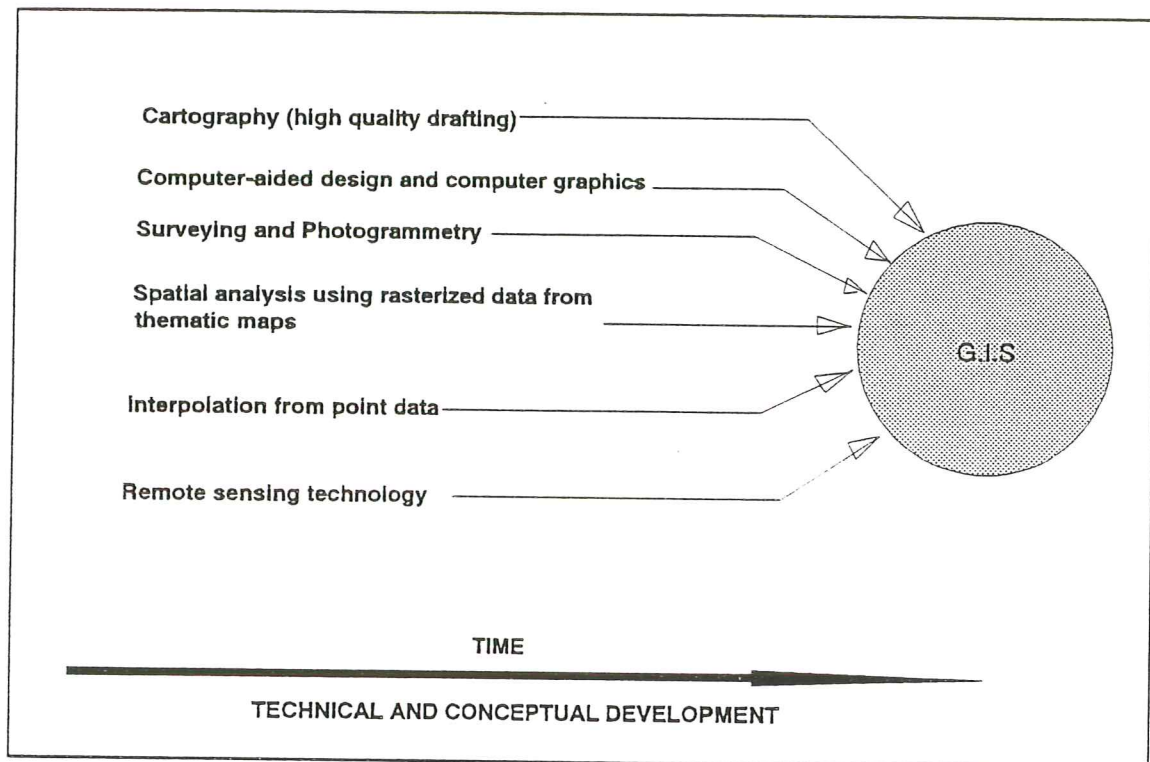 Cartography (high quality drafting)
Computer-aided design and computer graphics
Surveying and Photogrammetry
Spatial analysis using rasterized data from
thematic maps
Interpolation from point data
Remote sensing technology
G.I.S
TIME
TECHNICAL AND CONCEPTUAL DEVELOPMENT